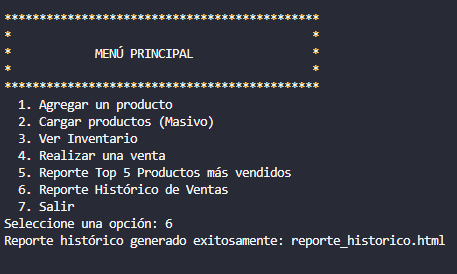 ******************************************
*                                        *
*           MENÚ PRINCIPAL               *
*                                        *
******************************************
1. Agregar un producto
2. Cargar productos (Masivo)
3. Ver Inventario
4. Realizar una venta
5. Reporte Top 5 Productos más vendidos
6. Reporte Histórico de Ventas
7. Salir
Seleccione una opción: 6
Reporte histórico generado exitosamente: reporte_historico.html